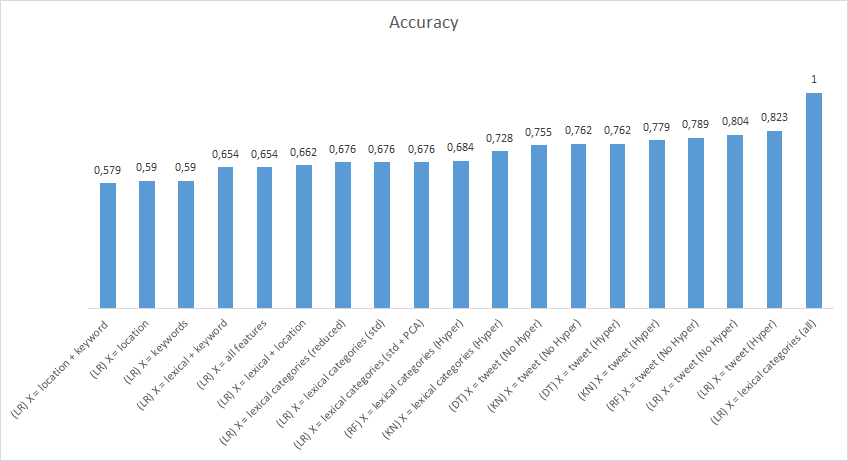 Accuracy
0,579
0,59
0,59
0,654
0,654
0,662
0,676
0,676
0,676
0,684
0,728
0,755
0,762
0,762
0,779
0,789
0,804
0,823
1
(LR) X = location + keyword
(LR) X = location
(LR) X = keywords
(LR) X = lexical + keyword
(LR) X = all features
(LR) X = lexical + location
(LR) X = lexical categories (reduced)
(LR) X = lexical categories (std)
(LR) X = lexical categories (std + PCA)
(RF) X = lexical categories (Hyper)
(KN) X = lexical categories (Hyper)
(DT) X = tweet (No Hyper)
(KN) X = tweet (No Hyper)
(DT) X = tweet (Hyper)
(KN) X = tweet (Hyper)
(RF) X = tweet (No Hyper)
(LR) X = tweet (No Hyper)
(LR) X = tweet (Hyper)
(LR) X = lexical categories (all)